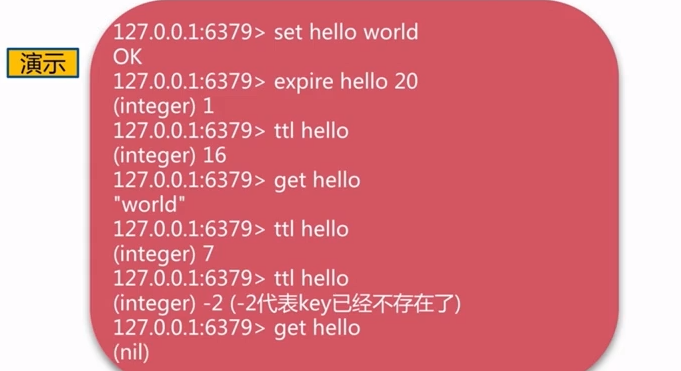 演示
127.0.0.1:6379> set hello world
OK
127.0.0.1:6379> expire hello 20
(integer) 1
127.0.0.1:6379> ttl hello
(integer) 16
127.0.0.1:6379> get hello
"world"
127.0.0.1:6379> ttl hello
(integer) 7
127.0.0.1:6379> ttl hello
(integer) -2 (-2代表key已经不存在了)
127.0.0.1:6379> get hello
(nil)